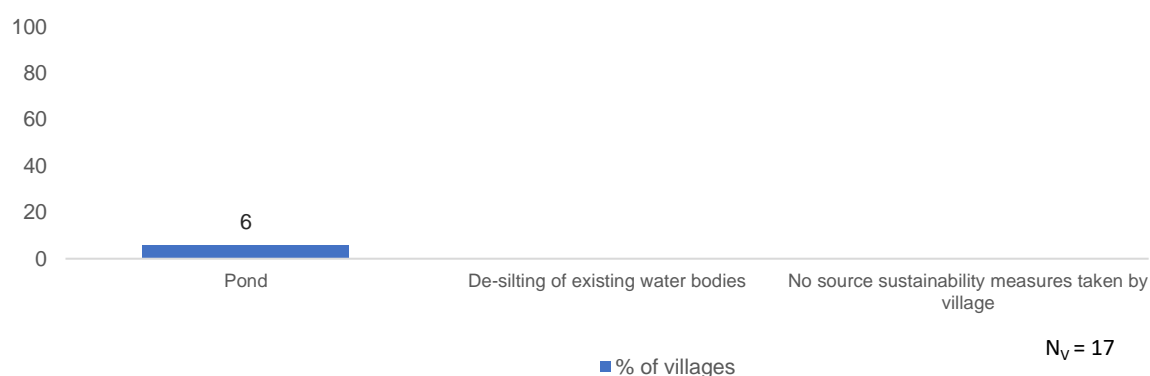 100
80
60
40
20
0
6
Pond
De-silting of existing water bodies
No source sustainability measures taken by
village
N_V = 17
% of villages